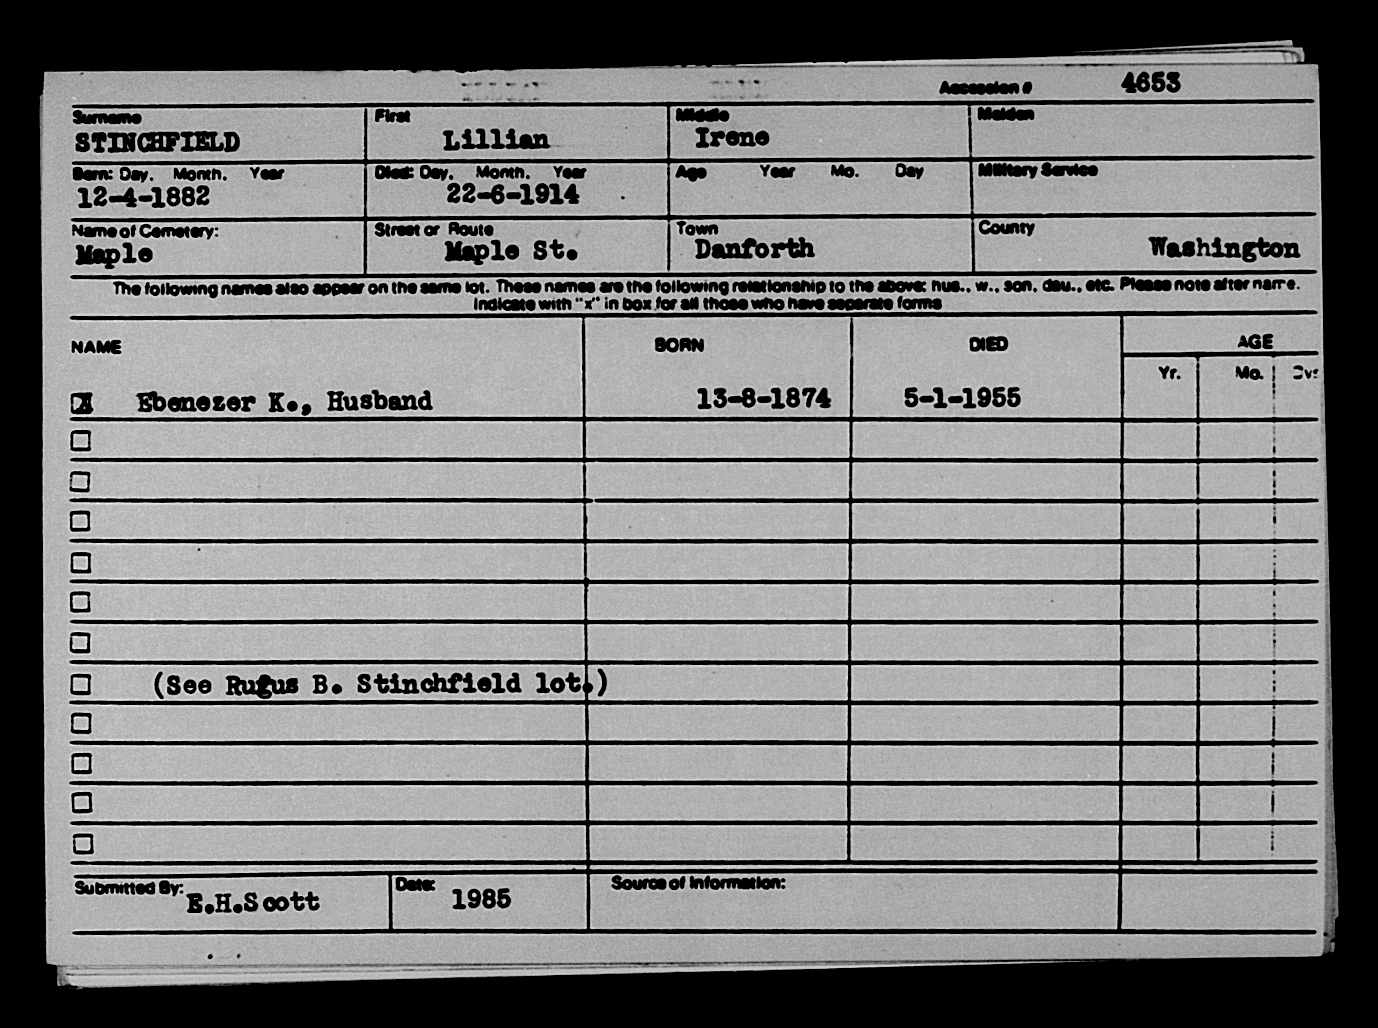 Accession # 4653
Surname First Middle Maiden
STINCHFIELD Lillian Irene
Born: Day. Month. Year Died: Day. Month. Year Age Year Mo. Day Military Service
12-4-1882 22-6-1914
Name of Cemetery: Street or Route Town County
Maple Maple St. Danforth Washington
The following names also appear on the same lot. These names are the following relationship to the above: hus., w., son, dau., etc. Please note after name.
Indicate with "x" in box for all those who have separate forms
NAME BORN DIED AGE
Yr. Mo. Dys
X Ebenezer K., Husband 13-8-1874 5-1-1955
(See Rufus B. Stinchfield lot.)
Submitted By: Date: Source of Information:
E.H.Scott 1985